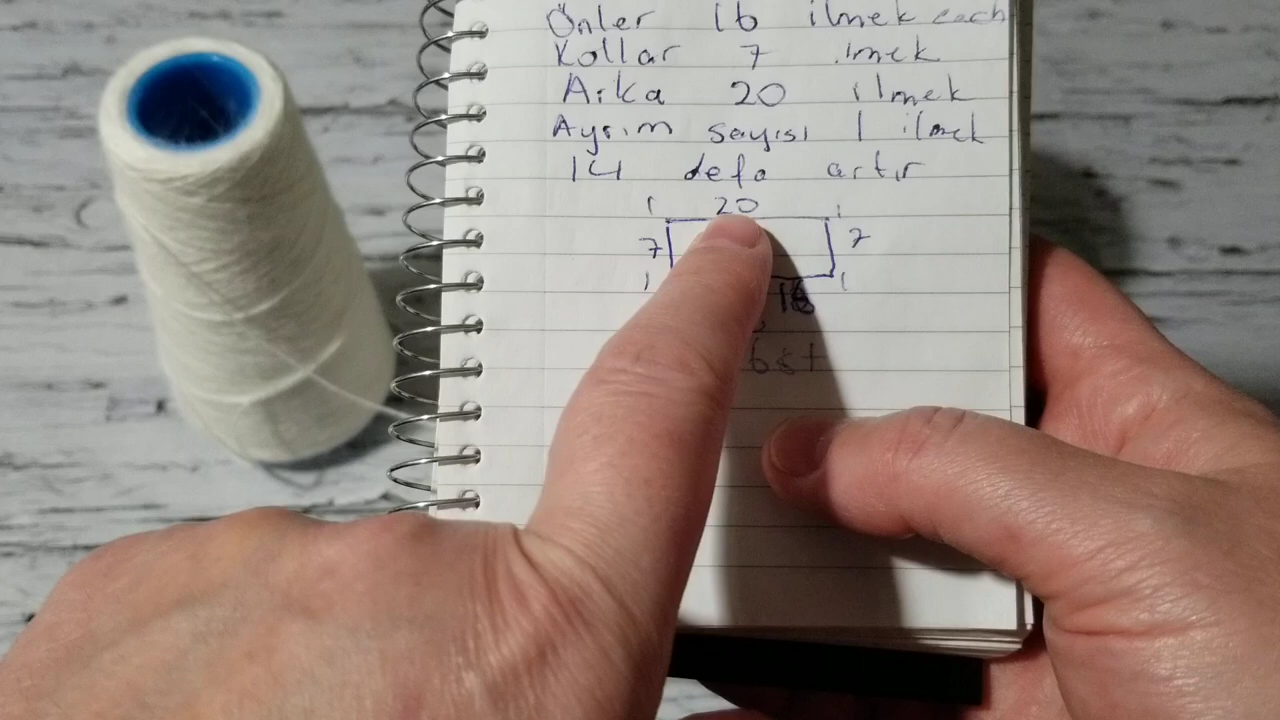 Önler 16 ilmek each
Kollar 7 ilmek
Arka 20 ilmek
Ayrım sayısı 1 ilmek
14 defa artır
1 20 1
7 7
1 1
16
6st